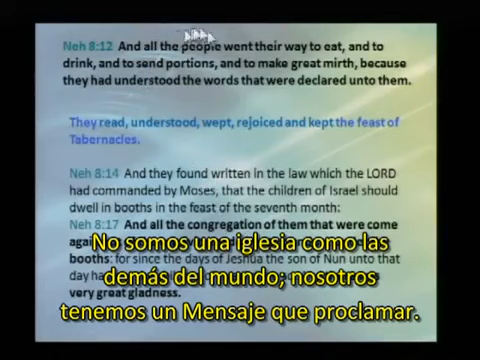 Neh 8:12 And all the people went their way to eat, and to
drink, and to send portions, and to make great mirth, because
they had understood the words that were declared unto them.
They read, understood, wept, rejoiced and kept the feast of
Tabernacles.
Neh 8:14 And they found written in the law which the LORD
had commanded by Moses, that the children of Israel should
dwell in booths in the feast of the seventh month:
Neh 8:17 And all the congregation of them that were come
booths: for since the days of Jeshua the son of Nun unto that
day had
very great gladness.
No somos una iglesia como las
demás del mundo; nosotros
tenemos un Mensaje que proclamar.